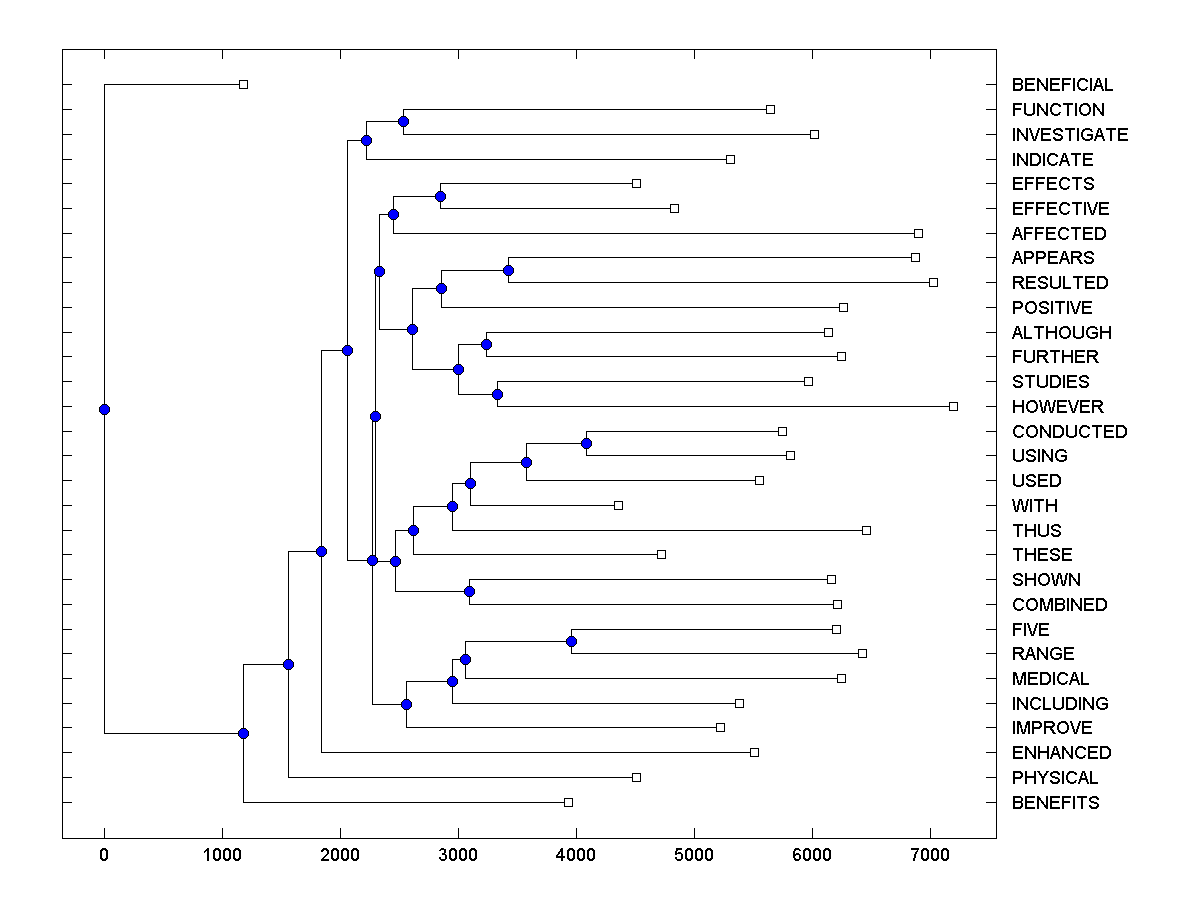 BENEFICIAL
FUNCTION
INVESTIGATE
INDICATE
EFFECTS
EFFECTIVE
AFFECTED
APPEARS
RESULTED
POSITIVE
ALTHOUGH
FURTHER
STUDIES
HOWEVER
CONDUCTED
USING
USED
WITH
THUS
THESE
SHOWN
COMBINED
FIVE
RANGE
MEDICAL
INCLUDING
IMPROVE
ENHANCED
PHYSICAL
BENEFITS
0 1000 2000 3000 4000 5000 6000 7000